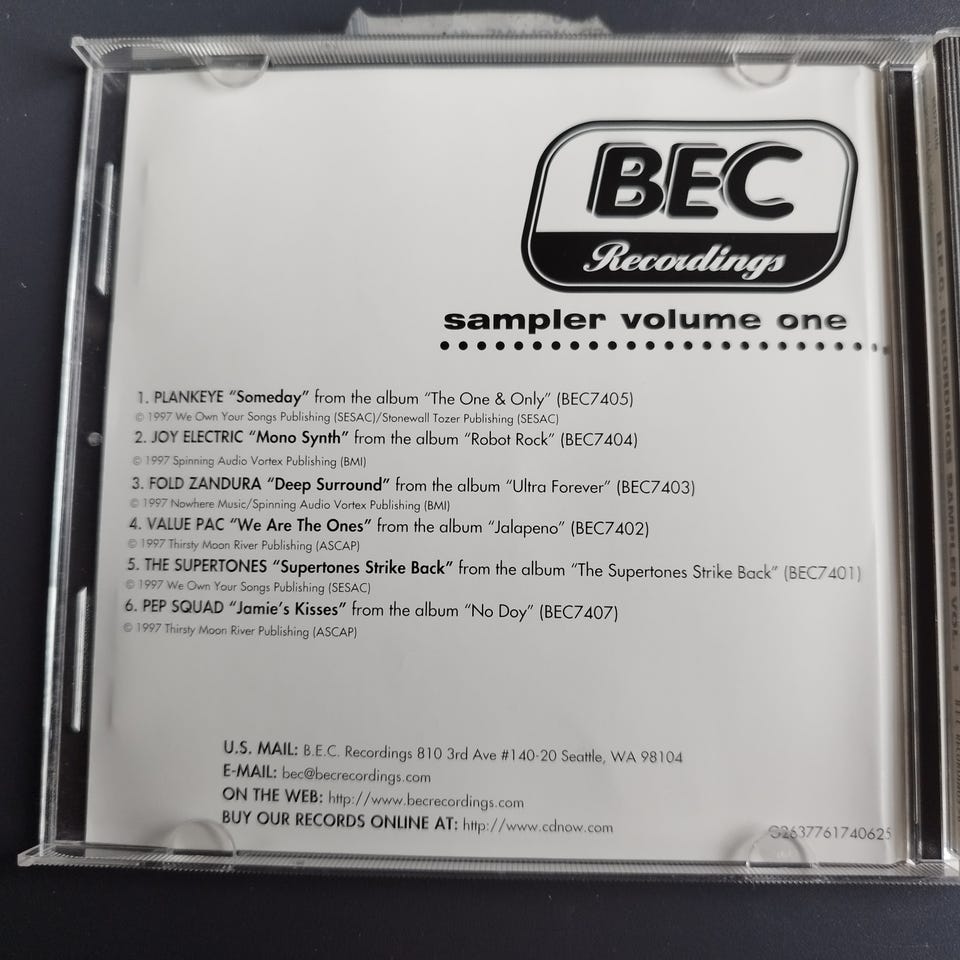 BEC
Recordings
sampler volume one
1. PLANKEYE “Someday” from the album “The One & Only” (BEC7405)
© 1997 We Own Your Songs Publishing (SESAC)/Stonewall Tozer Publishing (SESAC)
2. JOY ELECTRIC “Mono Synth” from the album “Robot Rock” (BEC7404)
© 1997 Spinning Audio Vortex Publishing (BMI)
3. FOLD ZANDURA “Deep Surround” from the album “Ultra Forever” (BEC7403)
© 1997 Nowhere Music/Spinning Audio Vortex Publishing (BMI)
4. VALUE PAC “We Are The Ones” from the album “Jalapeno” (BEC7402)
© 1997 Thirsty Moon River Publishing (ASCAP)
5. THE SUPERTONES “Supertones Strike Back” from the album “The Supertones Strike Back” (BEC7401)
© 1997 We Own Your Songs Publishing (SESAC)
6. PEP SQUAD “Jamie’s Kisses” from the album “No Doy” (BEC7407)
© 1997 Thirsty Moon River Publishing (ASCAP)
U.S. MAIL: B.E.C. Recordings 810 3rd Ave #140-20 Seattle, WA 98104
E-MAIL: bec@becrecordings.com
ON THE WEB: http://www.becrecordings.com
BUY OUR RECORDS ONLINE AT: http://www.cdnow.com
G2637761740625
B.E.C. RECORDINGS SAMPLER VOL. 1